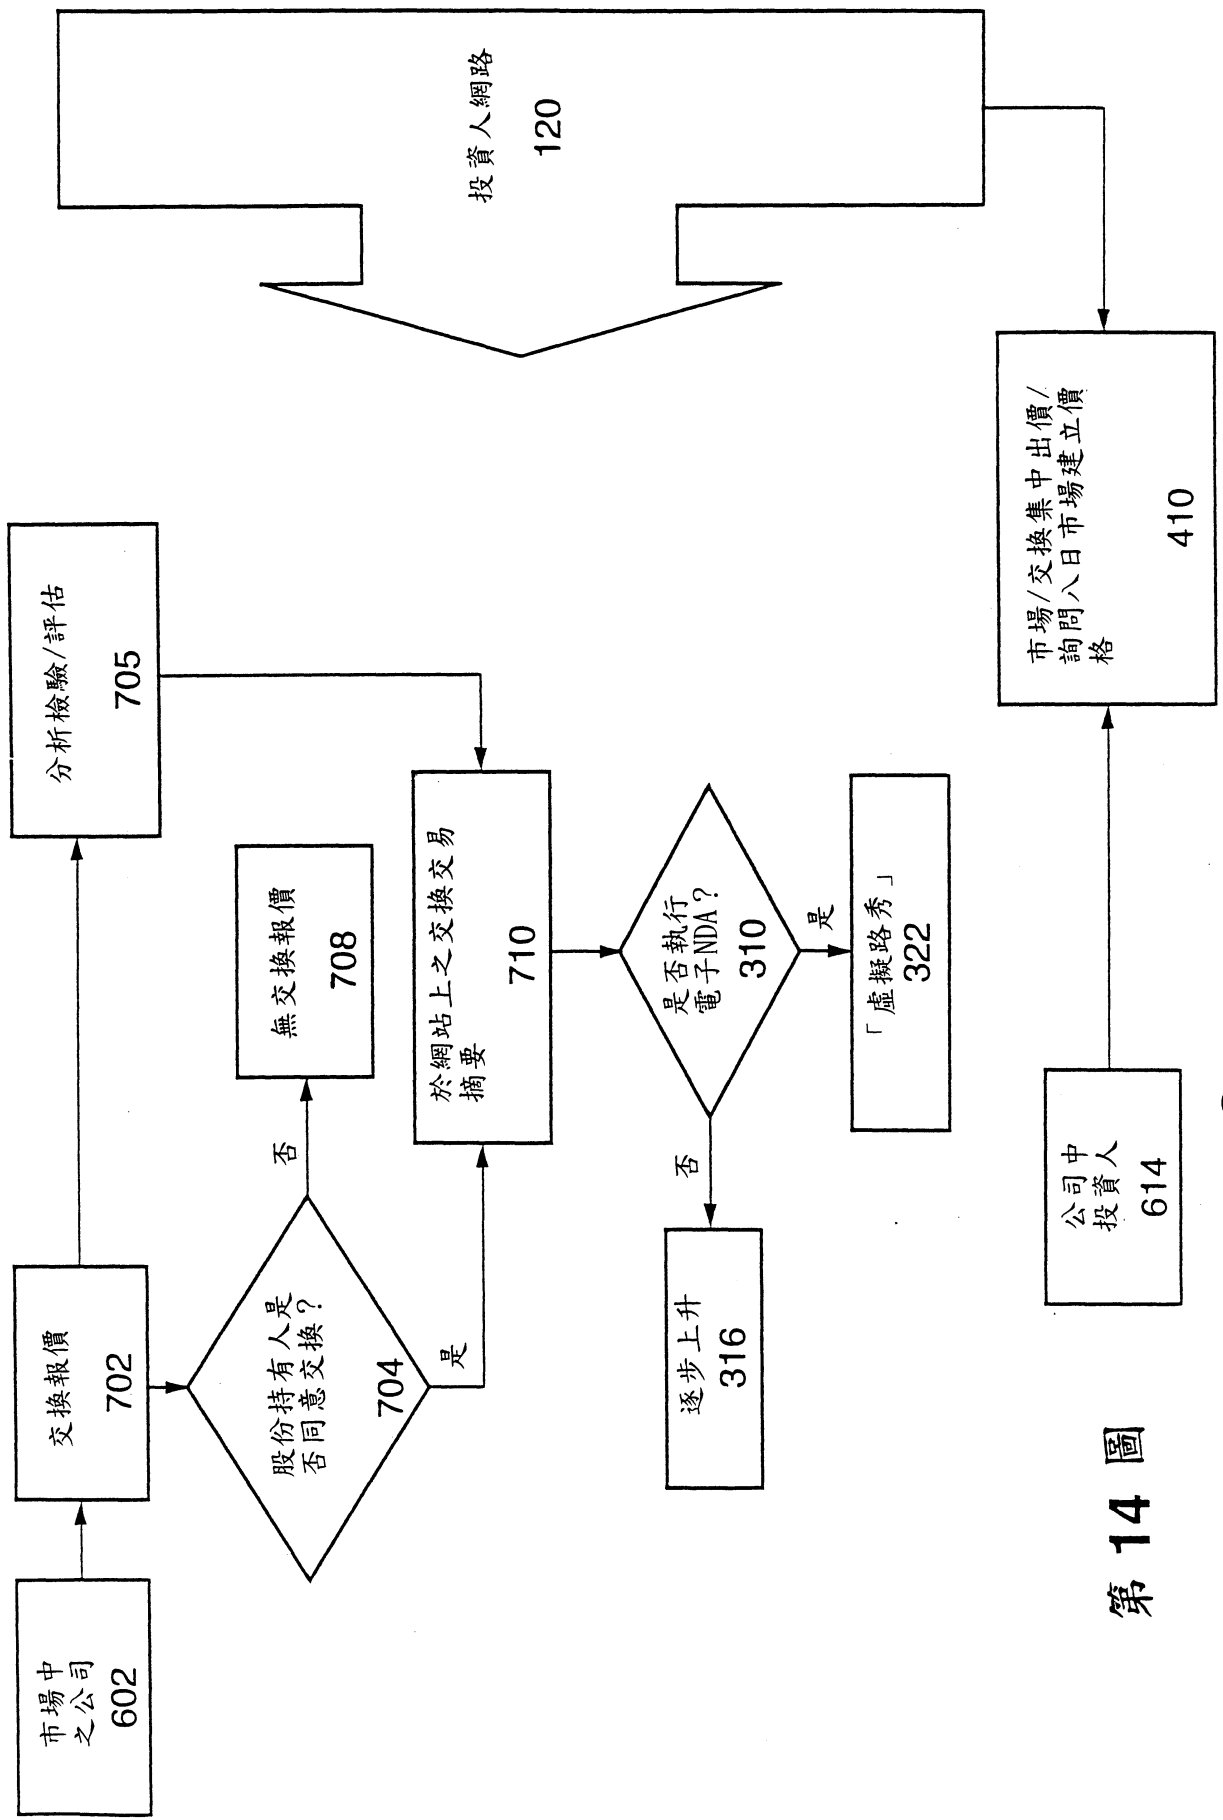 市場中
之公司
602
交換報價
702
分析檢驗/評估
705
股份持有人是
否同意交換?
704
否
無交換報價
708
是
於網站上之交換交易
摘要
710
是否執行
電子NDA?
310
否
逐步上升
316
是
「虛擬路秀」
322
投資人網路
120
公司中
投資人
614
市場/交換集中出價/
詢問八日市場建立價
格
410
第 14 圖